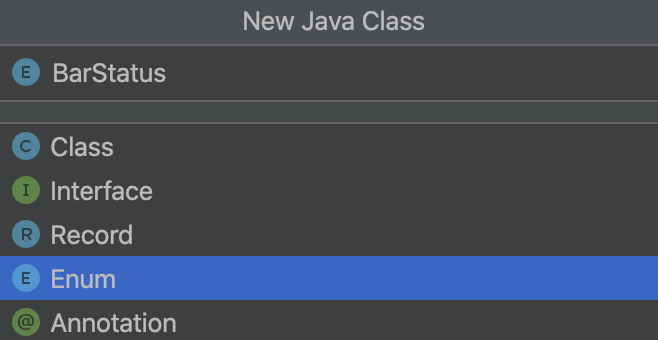 New Java Class
E BarStatus
C Class
I Interface
R Record
E Enum
@ Annotation